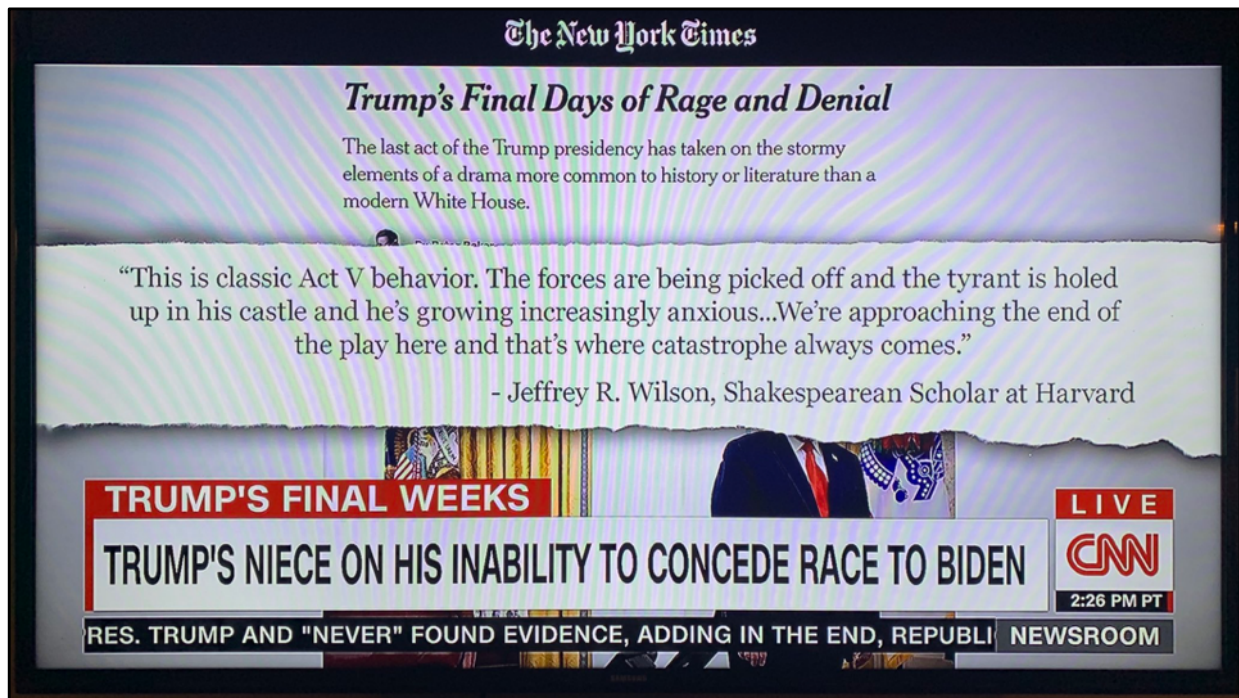 The New York Times
Trump's Final Days of Rage and Denial
The last act of the Trump presidency has taken on the stormy
elements of a drama more common to history or literature than a
modern White House.
“This is classic Act V behavior. The forces are being picked off and the tyrant is holed
up in his castle and he's growing increasingly anxious...We're approaching the end of
the play here and that's where catastrophe always comes.”
- Jeffrey R. Wilson, Shakespearean Scholar at Harvard
TRUMP'S FINAL WEEKS
TRUMP'S NIECE ON HIS INABILITY TO CONCEDE RACE TO BIDEN
LIVE
CNN
2:26 PM PT
RES. TRUMP AND "NEVER" FOUND EVIDENCE, ADDING IN THE END, REPUBLI
NEWSROOM
SAMSUNG